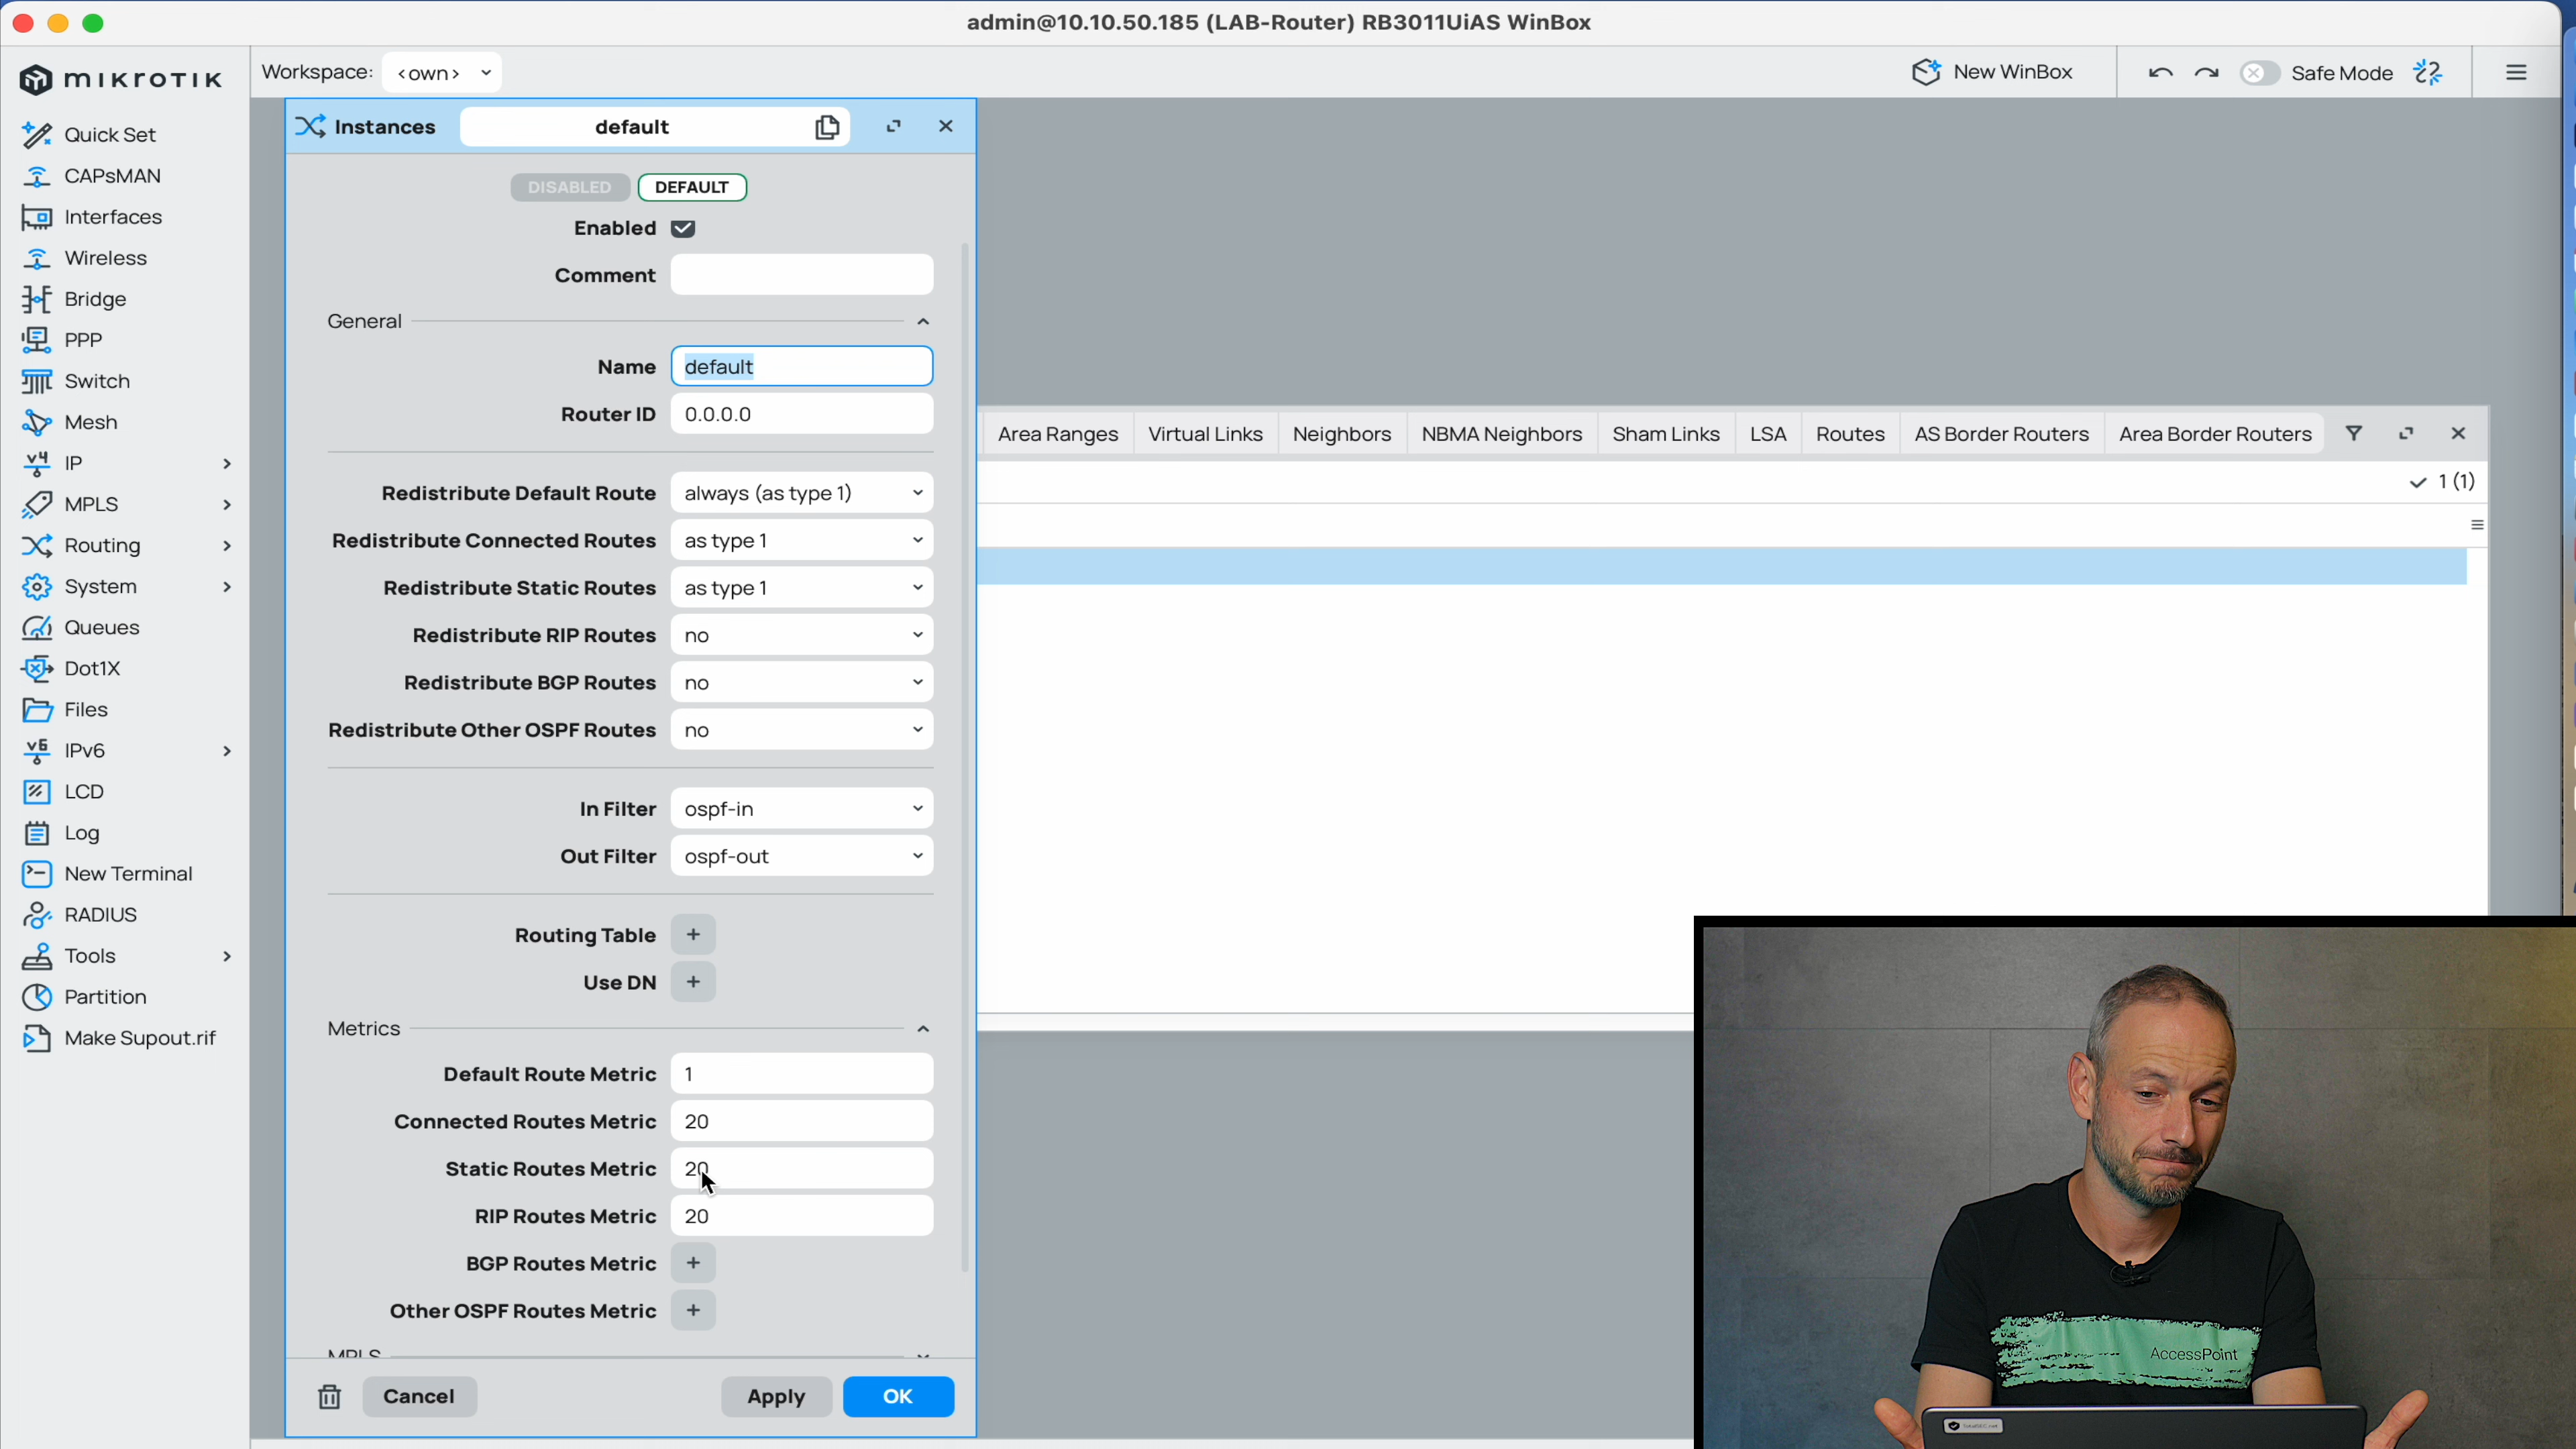 admin@10.10.50.185 (LAB-Router) RB3011UiAS WinBox
mikrotik
Workspace: <own>
New WinBox
Safe Mode
Quick Set
CAPsMAN
Interfaces
Wireless
Bridge
PPP
Switch
Mesh
IP
MPLS
Routing
System
Queues
Dot1X
Files
IPv6
LCD
Log
New Terminal
RADIUS
Tools
Partition
Make Supout.rif
Instances default
DISABLED DEFAULT
Enabled
Comment
General
Name default
Router ID 0.0.0.0
Redistribute Default Route always (as type 1)
Redistribute Connected Routes as type 1
Redistribute Static Routes as type 1
Redistribute RIP Routes no
Redistribute BGP Routes no
Redistribute Other OSPF Routes no
In Filter ospf-in
Out Filter ospf-out
Routing Table +
Use DN +
Metrics
Default Route Metric 1
Connected Routes Metric 20
Static Routes Metric 20
RIP Routes Metric 20
BGP Routes Metric +
Other OSPF Routes Metric +
MPLS
Cancel Apply OK
Area Ranges Virtual Links Neighbors NBMA Neighbors Sham Links LSA Routes AS Border Routers Area Border Routers
1 (1)
AccessPoint